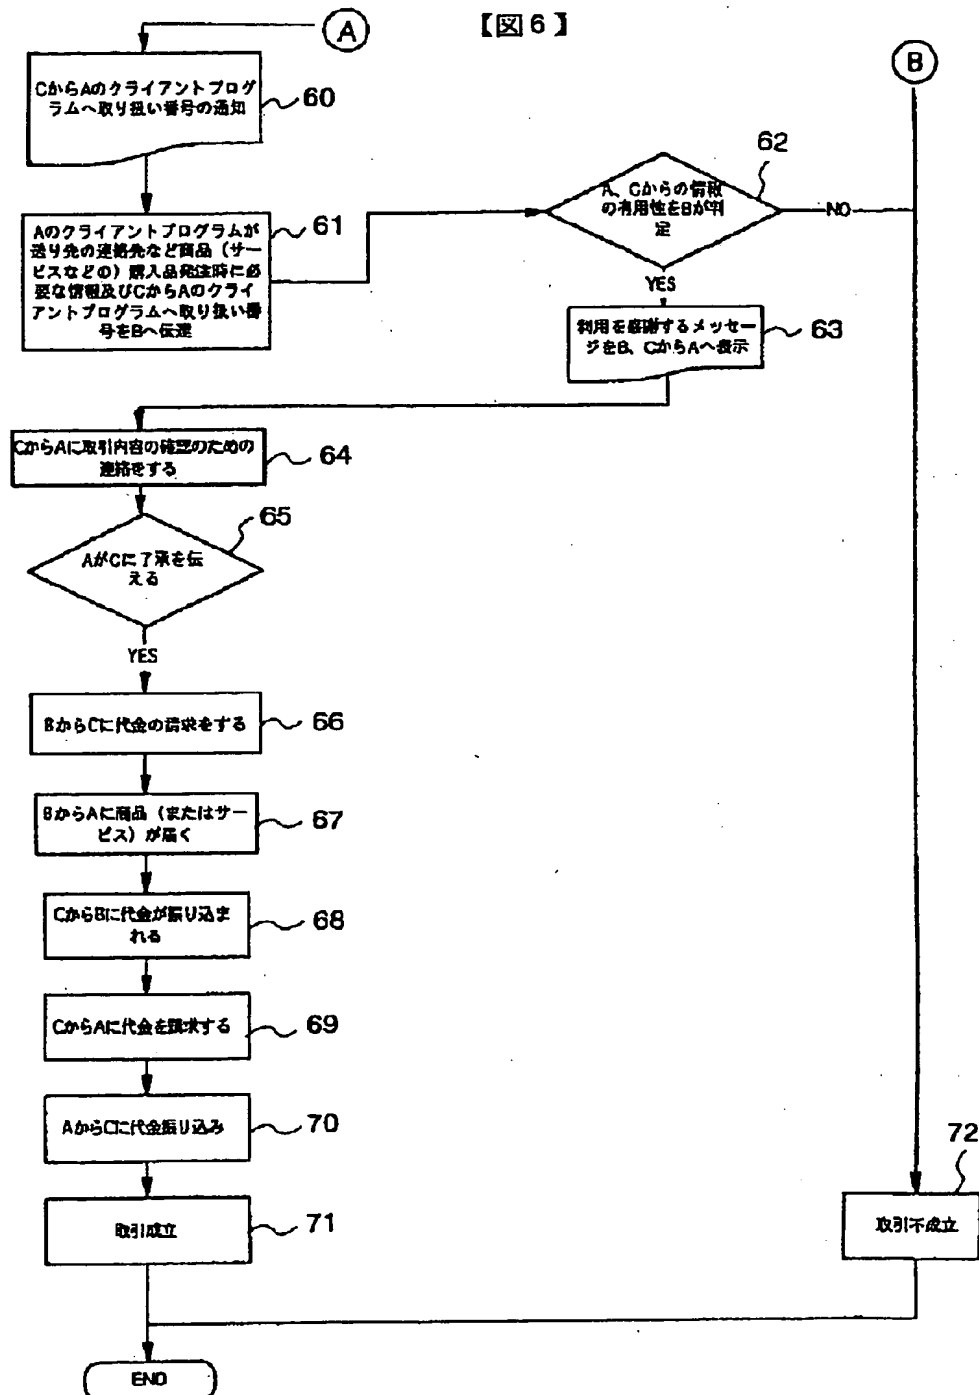 【図6】
A
B
CからAのクライアントプログ
ラムへ取り扱い番号の通知
60
Aのクライアントプログラムが
送り先の連絡先など商品（サー
ビスなどの）購入品発注時に必
要な情報及びCからAのクライ
アントプログラムへ取り扱い番
号をBへ伝達
61
A、Cからの情報
の有用性をBが判
定
62
NO
YES
利用を感謝するメッセー
ジをB、CからAへ表示
63
CからAに取引内容の確認のための
連絡をする
64
AがCに了承を伝
える
65
YES
BからCに代金の請求をする
66
BからAに商品（またはサー
ビス）が届く
67
CからBに代金が振り込ま
れる
68
CからAに代金を請求する
69
AからCに代金振り込み
70
取引成立
71
取引不成立
72
END